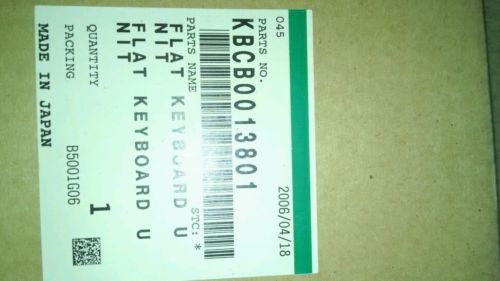 045 2006/04/18
PARTS NO.
KBCB0013801
PARTS NAME STC: *
FLAT KEYBOARD U
NIT
FLAT KEYBOARD U
NIT
QUANTITY 1
PACKING B5001G06
MADE IN JAPAN